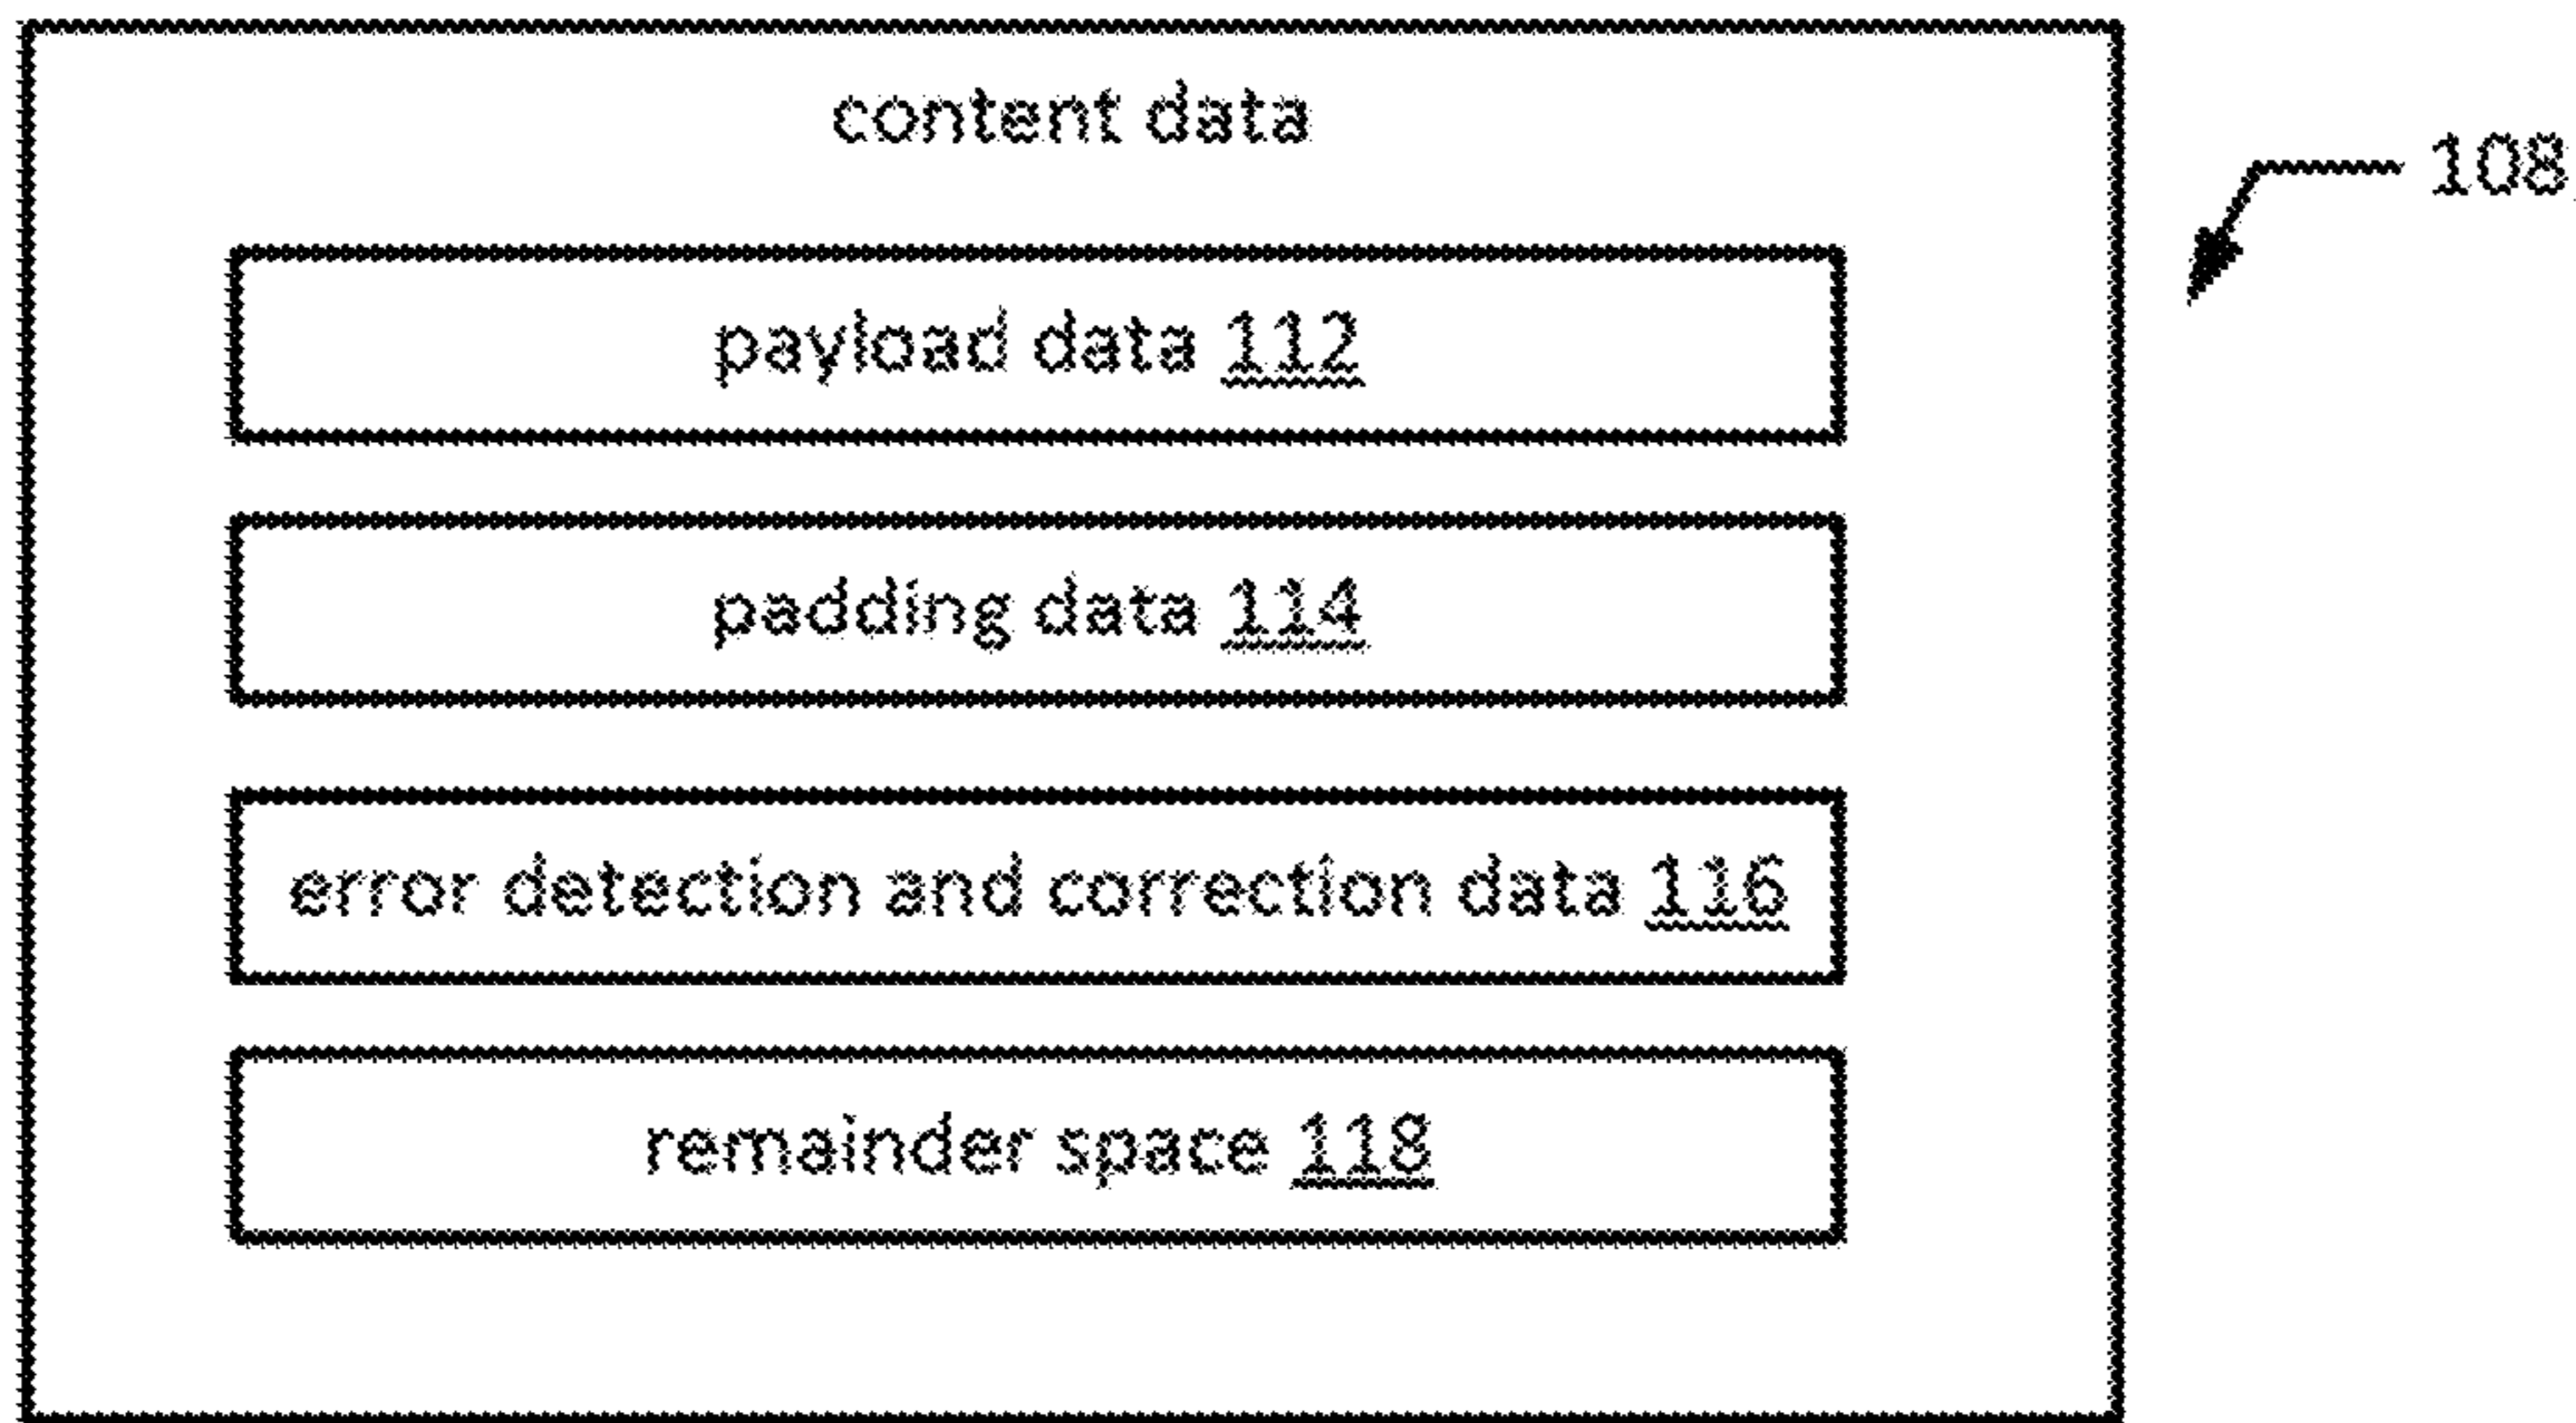 content data
108
payload data 112
padding data 114
error detection and correction data 116
remainder space 118